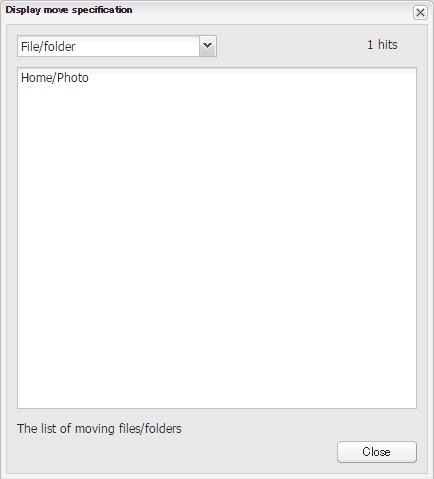 Display move specification
File/folder
1 hits
Home/Photo
The list of moving files/folders
Close